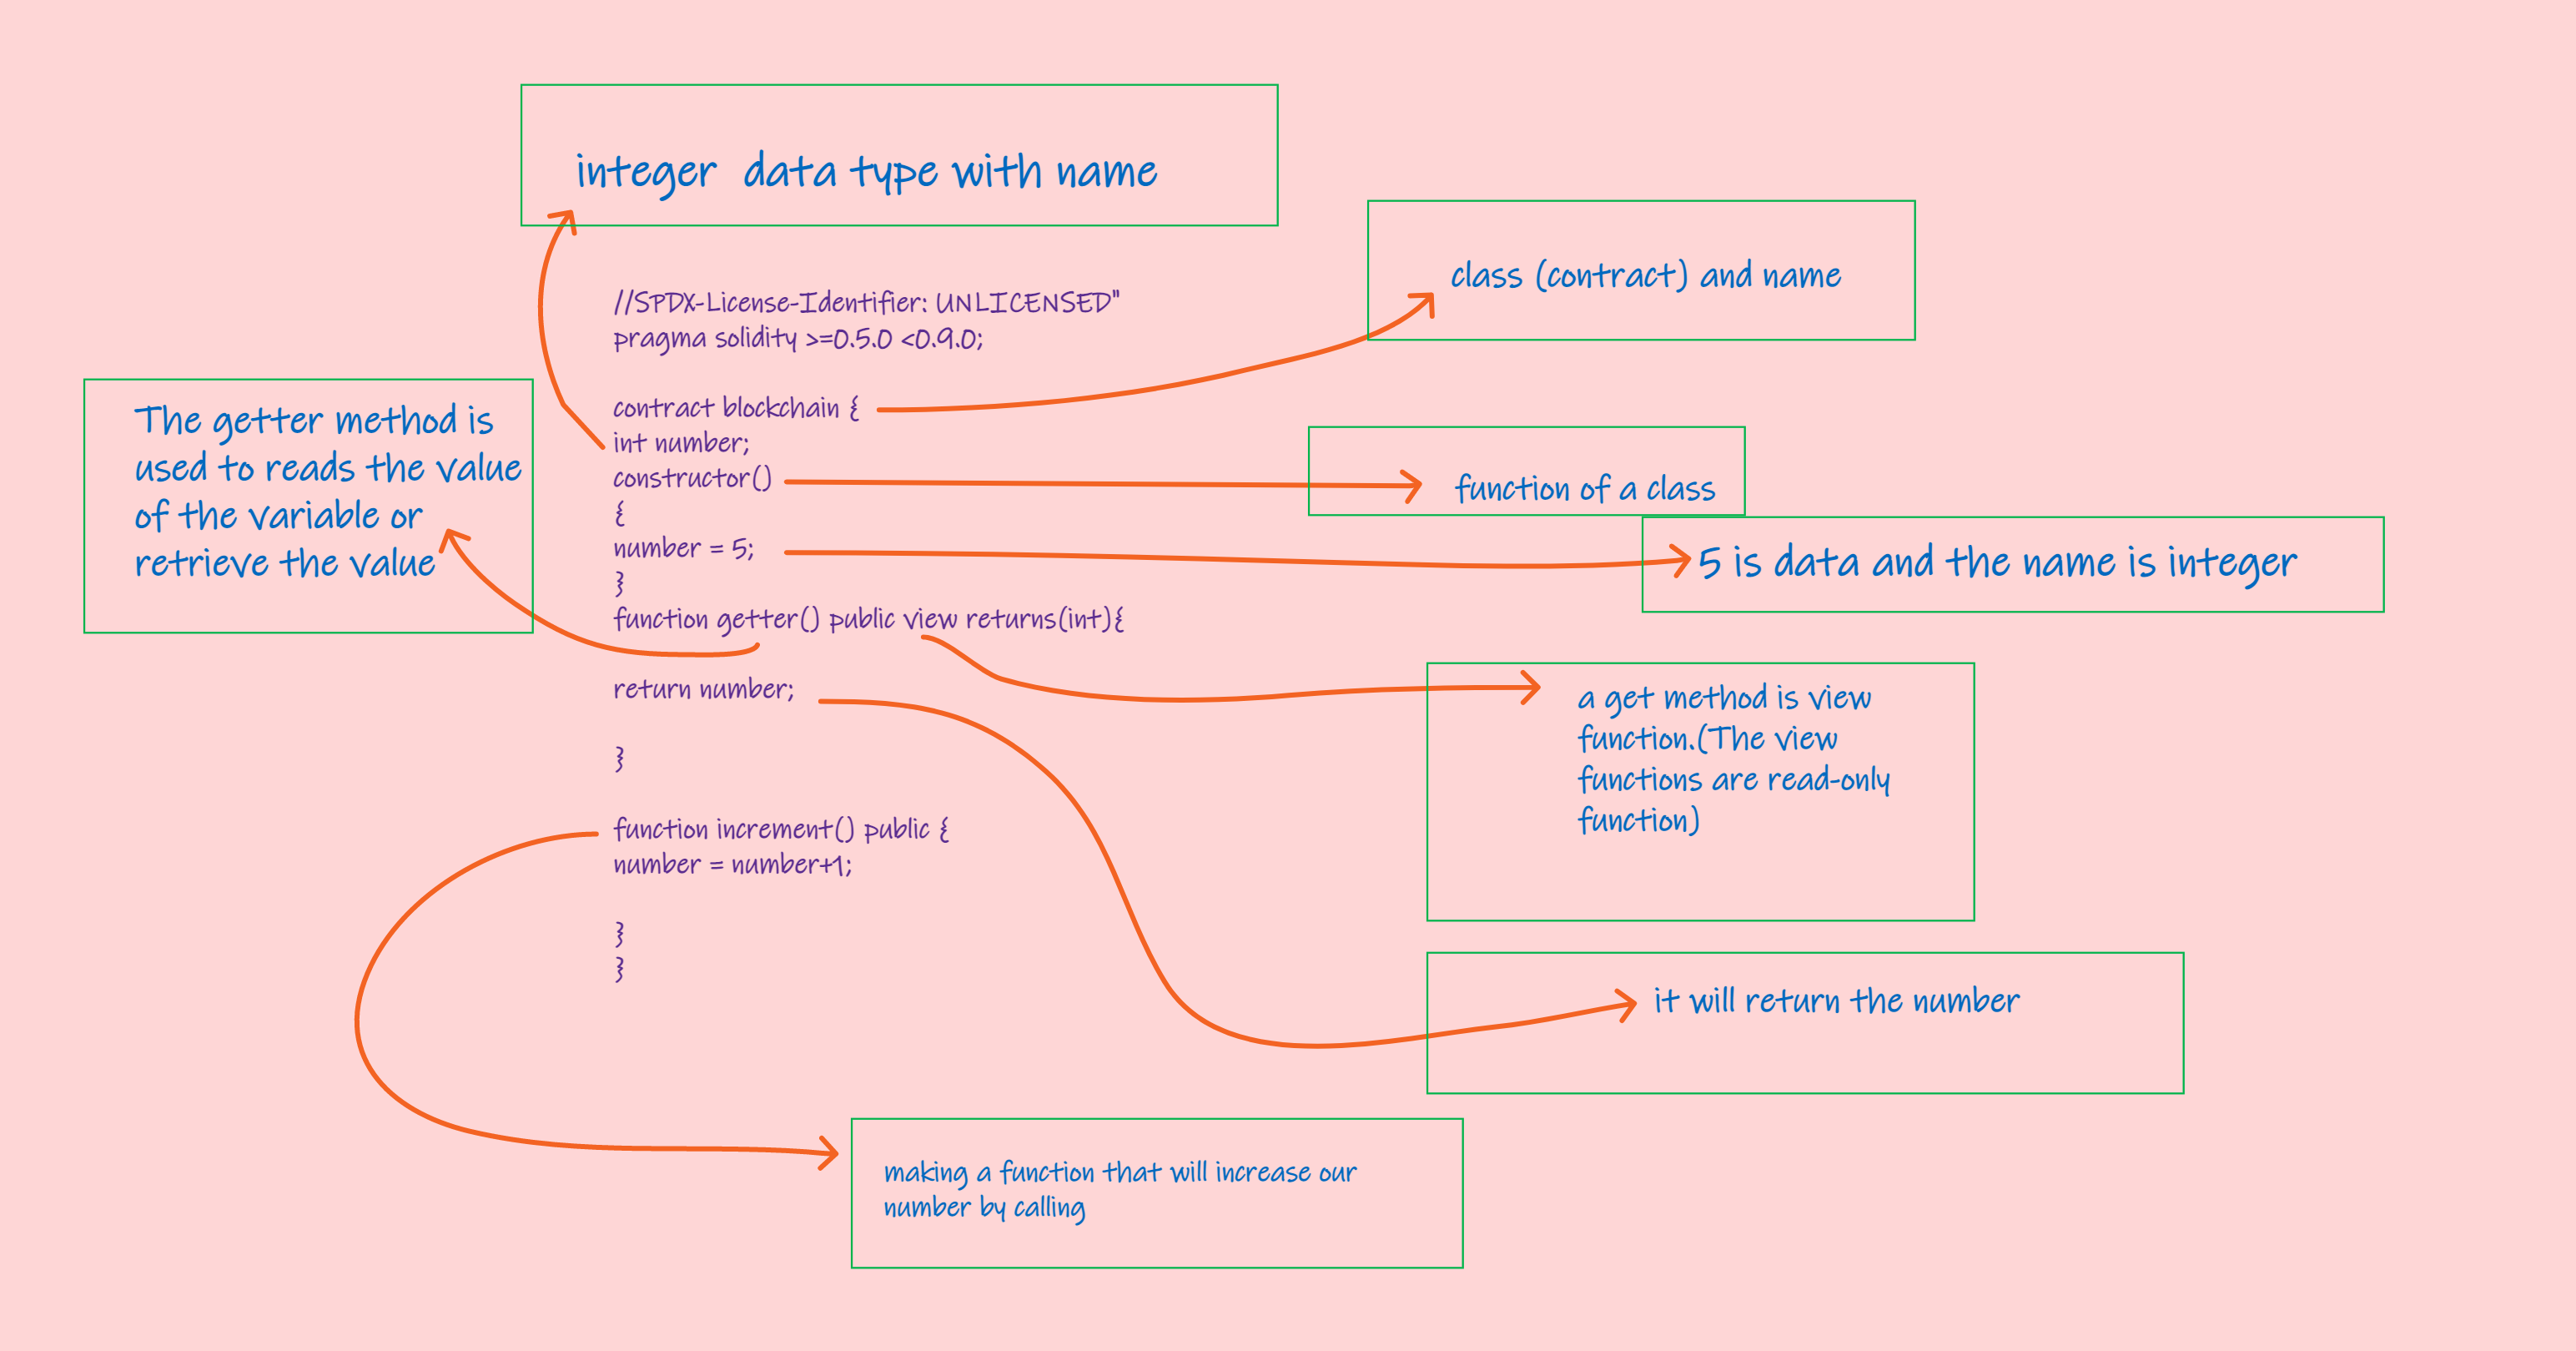 integer data type with name
class (contract) and name
//SPDX-License-Identifier: UNLICENSED"
pragma solidity >=0.5.0 <0.9.0;
The getter method is
used to reads the value
of the variable or
retrieve the value
contract blockchain {
int number;
constructor()
{
number = 5;
}
function getter() public view returns(int){
return number;
}
function increment() public {
number = number+1;
}
}
function of a class
5 is data and the name is integer
a get method is view
function.(The view
functions are read-only
function)
it will return the number
making a function that will increase our
number by calling